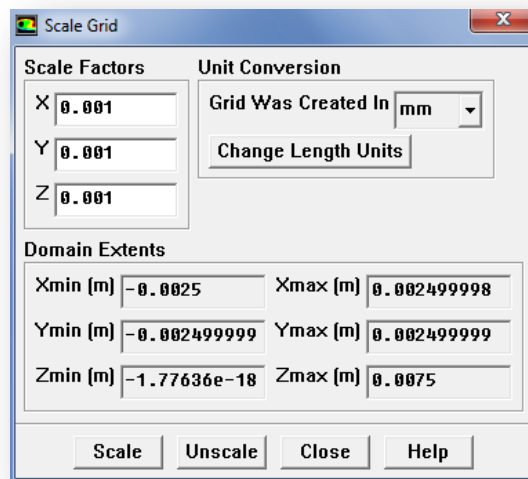 Scale Grid
Scale Factors
X 0.001
Y 0.001
Z 0.001
Unit Conversion
Grid Was Created In mm
Change Length Units
Domain Extents
Xmin (m) -0.0025 Xmax (m) 0.002499998
Ymin (m) -0.002499999 Ymax (m) 0.002499999
Zmin (m) -1.77636e-18 Zmax (m) 0.0075
Scale Unscale Close Help